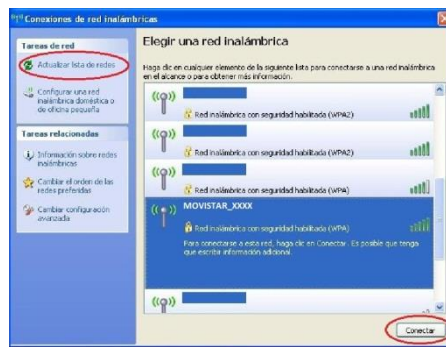 Conexiones de red inalámbricas
Tareas de red
Actualizar lista de redes
Configurar una red
inalámbrica doméstica o
de oficina pequeña
Tareas relacionadas
Información sobre redes
inalámbricas
Cambiar el orden de las
redes preferidas
Cambiar configuración
avanzada
Elegir una red inalámbrica
Haga clic en cualquier elemento de la siguiente lista para conectarse a una red inalámbrica
en el alcance o para obtener más información.
Red inalámbrica con seguridad habilitada (WPA2)
Red inalámbrica con seguridad habilitada (WPA2)
Red inalámbrica con seguridad habilitada (WPA)
MOVISTAR_XXXX
Red inalámbrica con seguridad habilitada (WPA)
Para conectarse a esta red, haga clic en Conectar. Es posible que tenga
que escribir información adicional.
Conectar